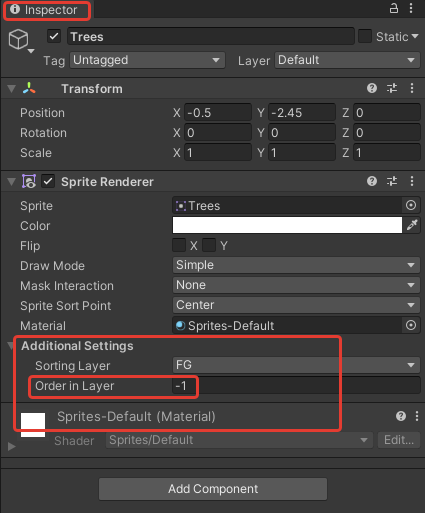 Inspector
Trees Static
Tag Untagged Layer Default
Transform
Position X -0.5 Y -2.45 Z 0
Rotation X 0 Y 0 Z 0
Scale X 1 Y 1 Z 1
Sprite Renderer
Sprite Trees
Color
Flip X Y
Draw Mode Simple
Mask Interaction None
Sprite Sort Point Center
Material Sprites-Default
Additional Settings
Sorting Layer FG
Order in Layer -1
Sprites-Default (Material)
Shader Sprites/Default Edit...
Add Component